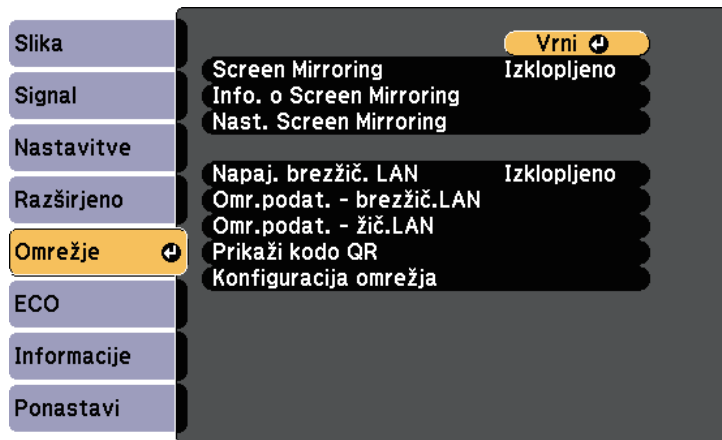 Slika
Signal
Nastavitve
Razširjeno
Omrežje
ECO
Informacije
Ponastavi
Vrni
Screen Mirroring Izklopljeno
Info. o Screen Mirroring
Nast. Screen Mirroring
Napaj. brezžič. LAN Izklopljeno
Omr.podat. - brezžič.LAN
Omr.podat. - žič.LAN
Prikaži kodo QR
Konfiguracija omrežja